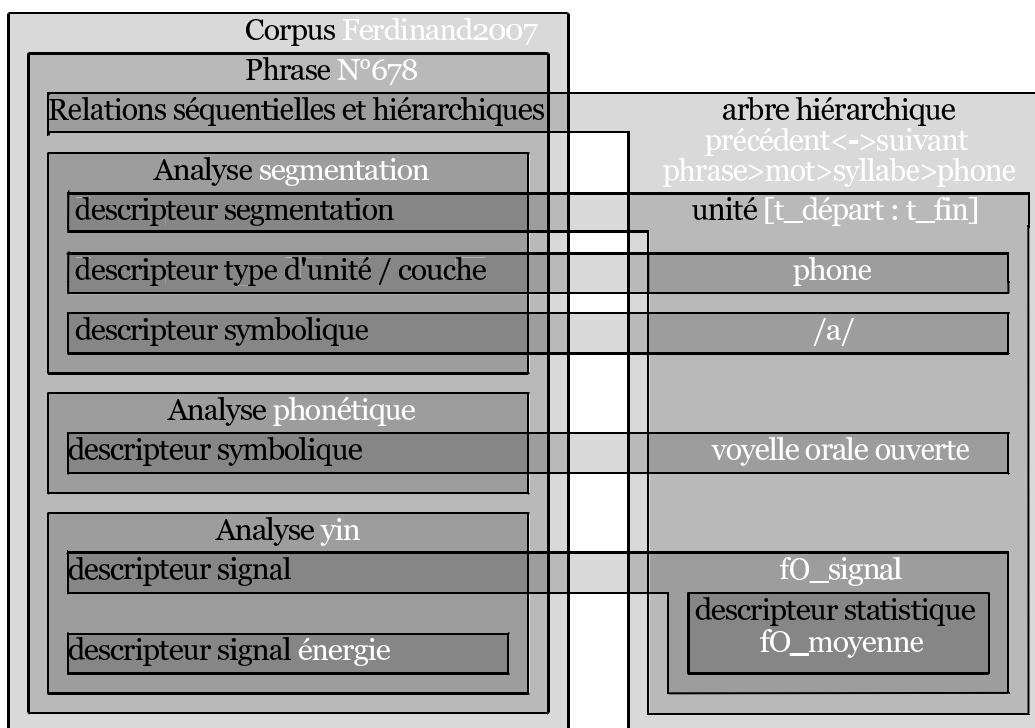 Corpus Ferdinand2007
Phrase N°678
Relations séquentielles et hiérarchiques arbre hiérarchique
précédent<->suivant
phrase>mot>syllabe>phone
Analyse segmentation
descripteur segmentation unité [t_départ : t_fin]
descripteur type d'unité / couche phone
descripteur symbolique /a/
Analyse phonétique
descripteur symbolique voyelle orale ouverte
Analyse yin
descripteur signal f0_signal
descripteur statistique
f0_moyenne
descripteur signal énergie